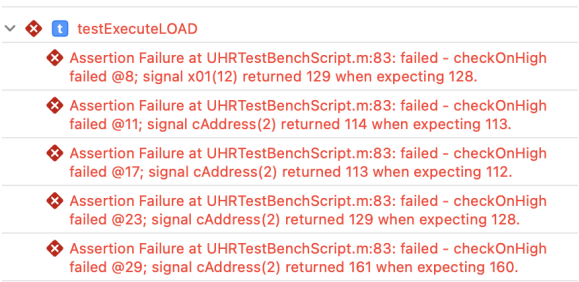 t testExecuteLOAD
Assertion Failure at UHRTestBenchScript.m:83: failed - checkOnHigh
failed @8; signal x01(12) returned 129 when expecting 128.
Assertion Failure at UHRTestBenchScript.m:83: failed - checkOnHigh
failed @11; signal cAddress(2) returned 114 when expecting 113.
Assertion Failure at UHRTestBenchScript.m:83: failed - checkOnHigh
failed @17; signal cAddress(2) returned 113 when expecting 112.
Assertion Failure at UHRTestBenchScript.m:83: failed - checkOnHigh
failed @23; signal cAddress(2) returned 129 when expecting 128.
Assertion Failure at UHRTestBenchScript.m:83: failed - checkOnHigh
failed @29; signal cAddress(2) returned 161 when expecting 160.